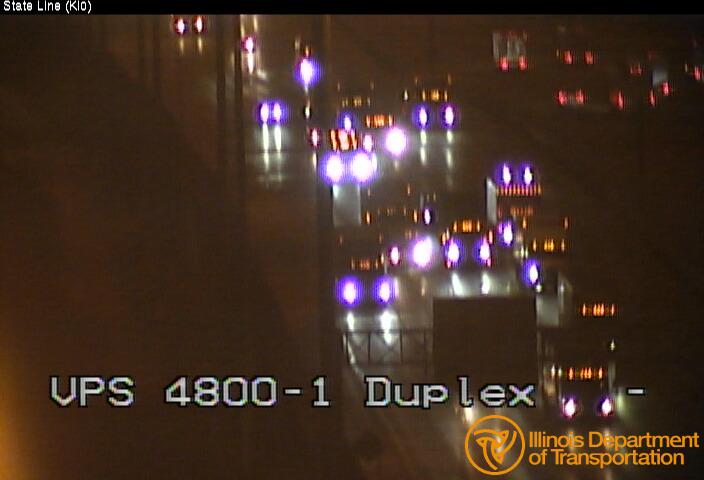 State Line (KI0)
VPS 4800-1 Duplex -
Illinois Department
of Transportation